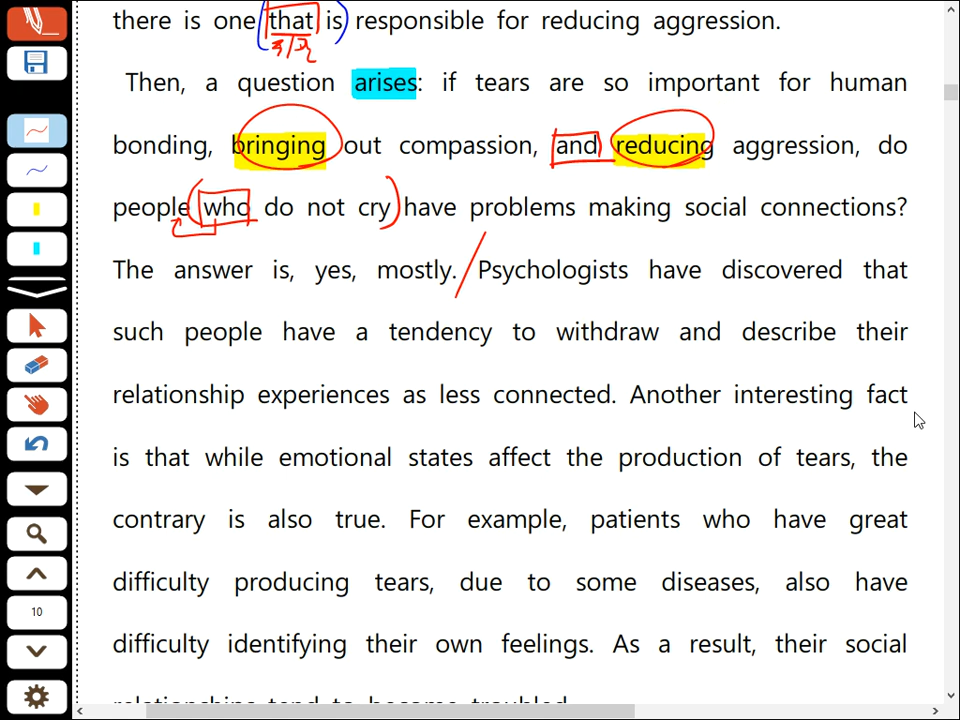 there is one that is responsible for reducing aggression.
Then, a question arises: if tears are so important for human
bonding, bringing out compassion, and reducing aggression, do
people who do not cry have problems making social connections?
The answer is, yes, mostly. Psychologists have discovered that
such people have a tendency to withdraw and describe their
relationship experiences as less connected. Another interesting fact
is that while emotional states affect the production of tears, the
contrary is also true. For example, patients who have great
difficulty producing tears, due to some diseases, also have
difficulty identifying their own feelings. As a result, their social
relationships tend to become troubled.
10